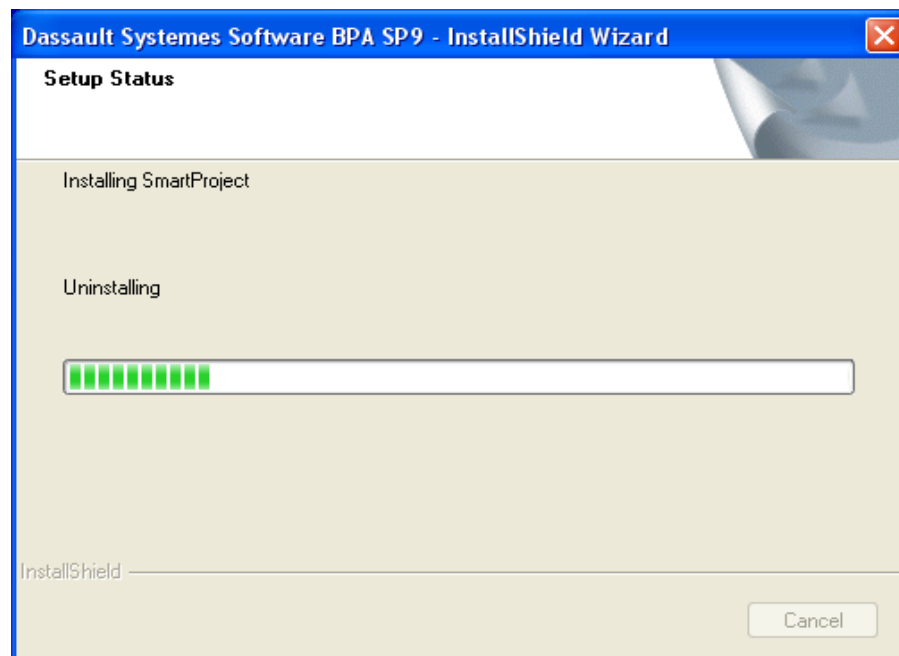 Dassault Systemes Software BPA SP9 - InstallShield Wizard
Setup Status
Installing SmartProject
Uninstalling
InstallShield
Cancel